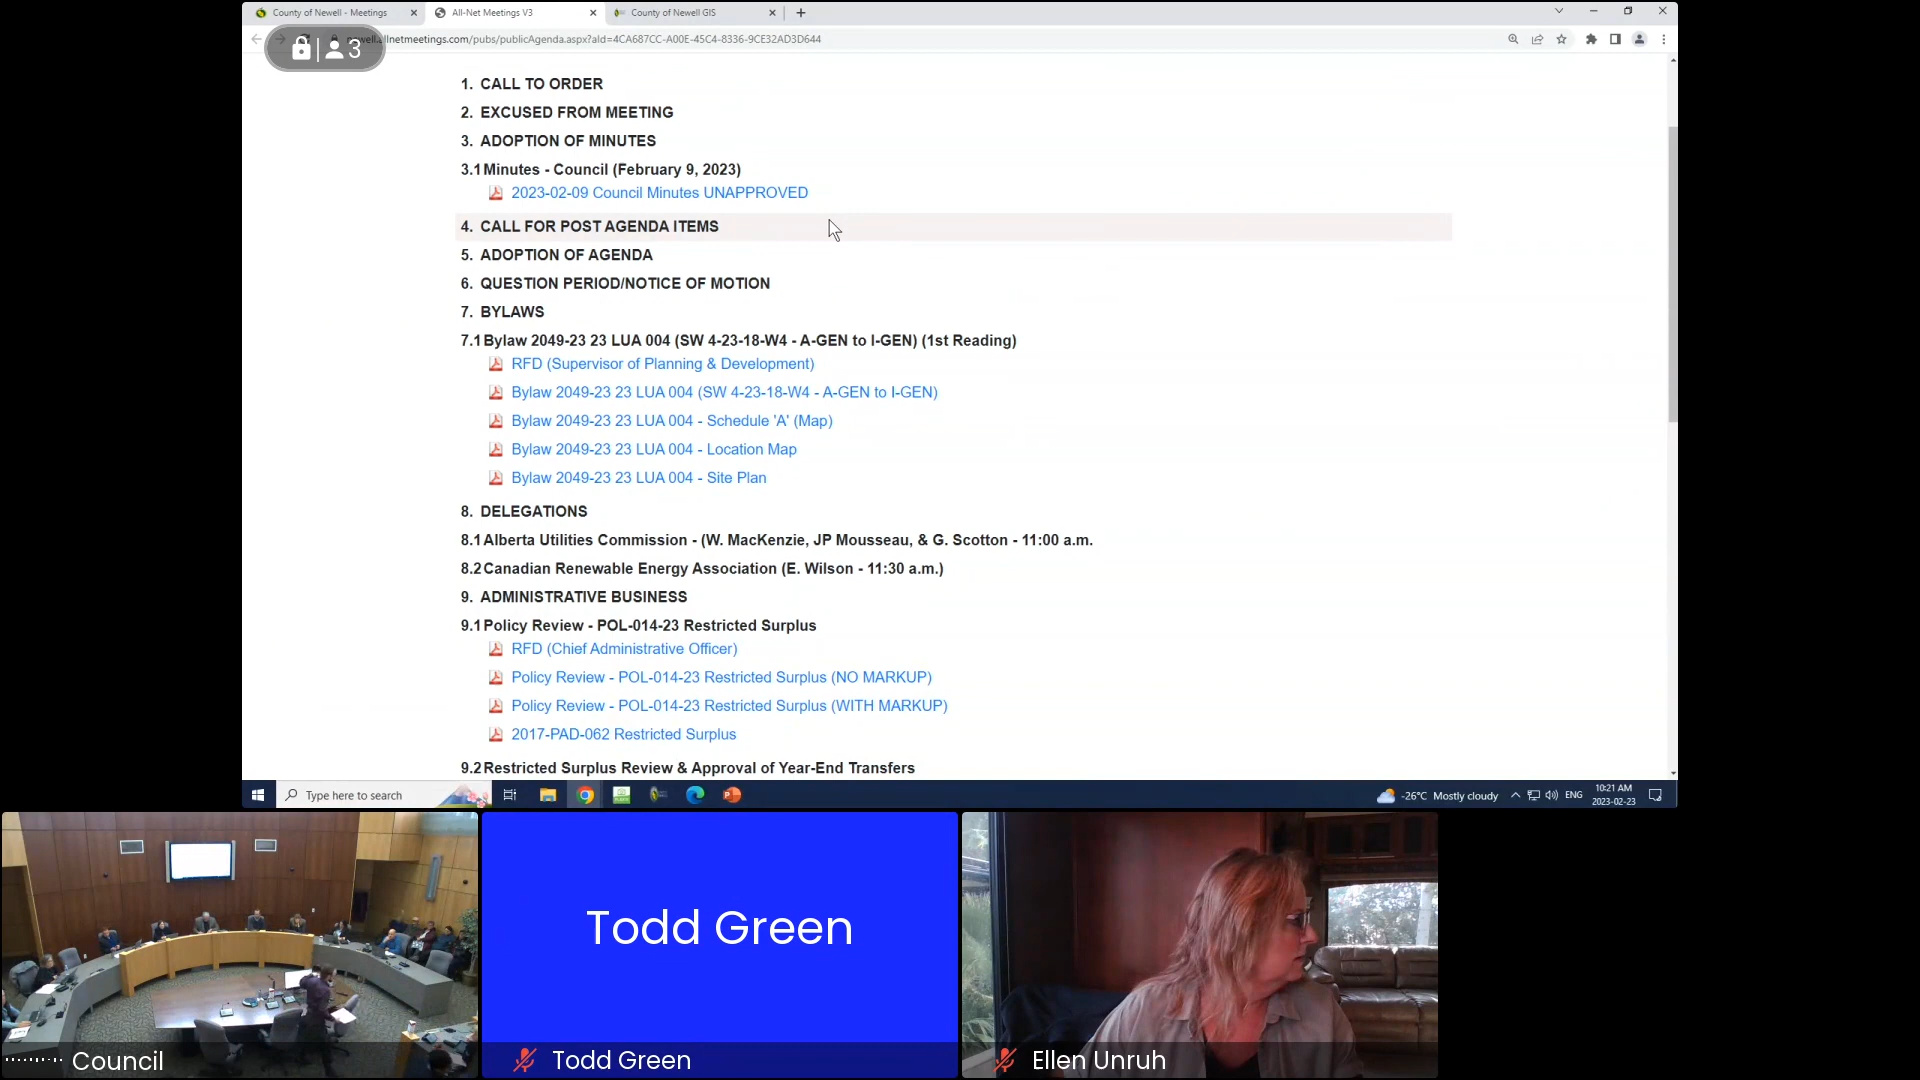 County of Newell - Meetings
All-Net Meetings V3
County of Newell GIS
3
llnetmeetings.com/pubs/publicAgenda.aspx?aId=4CA687CC-A00E-45C4-8336-9CE32AD3D644
1. CALL TO ORDER
2. EXCUSED FROM MEETING
3. ADOPTION OF MINUTES
3.1 Minutes - Council (February 9, 2023)
2023-02-09 Council Minutes UNAPPROVED
4. CALL FOR POST AGENDA ITEMS
5. ADOPTION OF AGENDA
6. QUESTION PERIOD/NOTICE OF MOTION
7. BYLAWS
7.1 Bylaw 2049-23 23 LUA 004 (SW 4-23-18-W4 - A-GEN to I-GEN) (1st Reading)
RFD (Supervisor of Planning & Development)
Bylaw 2049-23 23 LUA 004 (SW 4-23-18-W4 - A-GEN to I-GEN)
Bylaw 2049-23 23 LUA 004 - Schedule 'A' (Map)
Bylaw 2049-23 23 LUA 004 - Location Map
Bylaw 2049-23 23 LUA 004 - Site Plan
8. DELEGATIONS
8.1 Alberta Utilities Commission - (W. MacKenzie, JP Mousseau, & G. Scotton - 11:00 a.m.
8.2 Canadian Renewable Energy Association (E. Wilson - 11:30 a.m.)
9. ADMINISTRATIVE BUSINESS
9.1 Policy Review - POL-014-23 Restricted Surplus
RFD (Chief Administrative Officer)
Policy Review - POL-014-23 Restricted Surplus (NO MARKUP)
Policy Review - POL-014-23 Restricted Surplus (WITH MARKUP)
2017-PAD-062 Restricted Surplus
9.2 Restricted Surplus Review & Approval of Year-End Transfers
Type here to search
-26°C Mostly cloudy
ENG
10:21 AM
2023-02-23
Todd Green
Council
Todd Green
Ellen Unruh